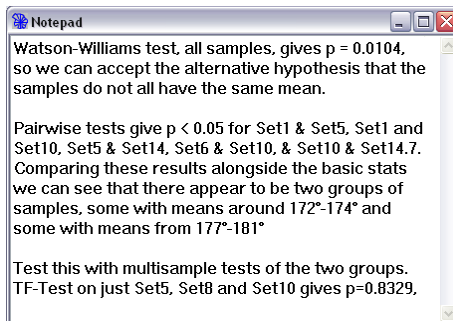 Notepad
Watson-Williams test, all samples, gives p = 0.0104,
so we can accept the alternative hypothesis that the
samples do not all have the same mean.
Pairwise tests give p < 0.05 for Set1 & Set5, Set1 and
Set10, Set5 & Set14, Set6 & Set10, & Set10 & Set14.7.
Comparing these results alongside the basic stats
we can see that there appear to be two groups of
samples, some with means around 172°-174° and
some with means from 177°-181°
Test this with multisample tests of the two groups.
TF-Test on just Set5, Set8 and Set10 gives p=0.8329,